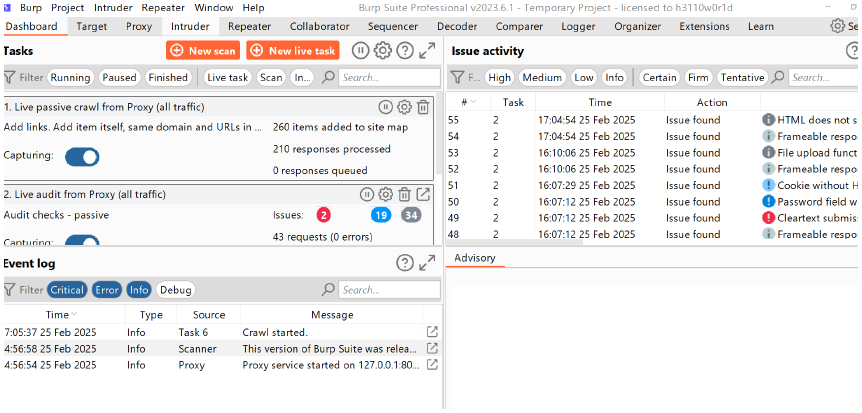 Burp Project Intruder Repeater Window Help Burp Suite Professional v2023.6.1 - Temporary Project - licensed to h3110w0r1d
Dashboard Target Proxy Intruder Repeater Collaborator Sequencer Decoder Comparer Logger Organizer Extensions Learn Se
Tasks New scan New live task
Filter Running Paused Finished Live task Scan In... Search...
1. Live passive crawl from Proxy (all traffic)
Add links. Add item itself, same domain and URLs in ... 260 items added to site map
210 responses processed
Capturing:
0 responses queued
2. Live audit from Proxy (all traffic)
Audit checks - passive Issues: 2 19 34
Capturing: 43 requests (0 errors)
Event log
Filter Critical Error Info Debug Search...
Time Type Source Message
7:05:37 25 Feb 2025 Info Task 6 Crawl started.
4:56:58 25 Feb 2025 Info Scanner This version of Burp Suite was relea...
4:56:54 25 Feb 2025 Info Proxy Proxy service started on 127.0.0.1:80...
Issue activity
F... High Medium Low Info Certain Firm Tentative Search...
# Task Time Action
55 2 17:04:54 25 Feb 2025 Issue found HTML does not s
54 2 17:04:54 25 Feb 2025 Issue found Frameable respon
53 2 16:10:06 25 Feb 2025 Issue found File upload funct
52 2 16:10:06 25 Feb 2025 Issue found Frameable respon
51 2 16:07:29 25 Feb 2025 Issue found Cookie without H
50 2 16:07:12 25 Feb 2025 Issue found Password field w
49 2 16:07:12 25 Feb 2025 Issue found Cleartext submis
48 2 16:07:12 25 Feb 2025 Issue found Frameable respon
Advisory